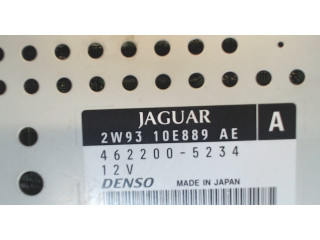 JAGUAR
2W93 10E889 AE
A
462200-5234
12V
DENSO MADE IN JAPAN